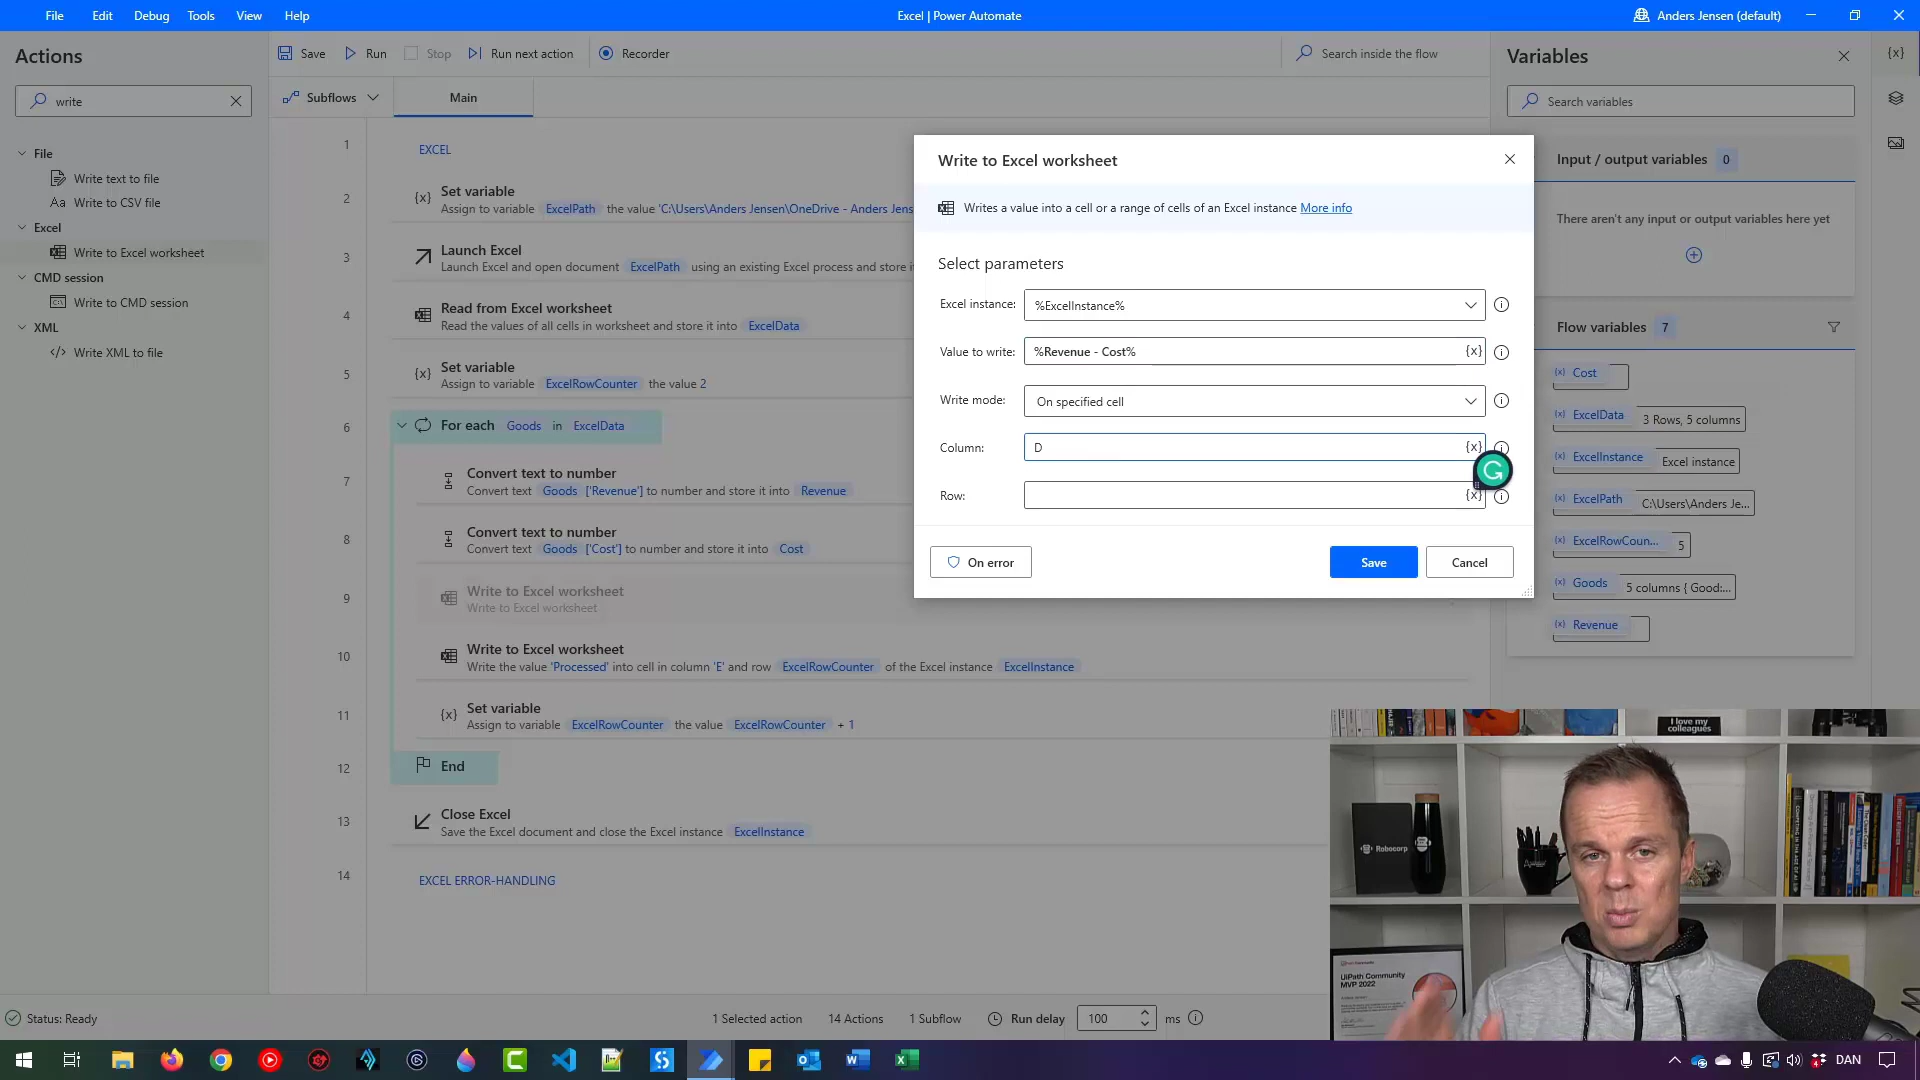 File Edit Debug Tools View Help
Excel | Power Automate
Anders Jensen (default)
Actions
write
File
Write text to file
Write to CSV file
Excel
Write to Excel worksheet
CMD session
Write to CMD session
XML
Write XML to file
Save Run Stop Run next action Recorder
Search inside the flow
Subflows
Main
1
EXCEL
2
Set variable
Assign to variable ExcelPath the value 'C:\Users\Anders Jensen\OneDrive - Anders Jens
3
Launch Excel
Launch Excel and open document ExcelPath using an existing Excel process and store i
4
Read from Excel worksheet
Read the values of all cells in worksheet and store it into ExcelData
5
Set variable
Assign to variable ExcelRowCounter the value 2
6
For each Goods in ExcelData
7
Convert text to number
Convert text Goods ['Revenue'] to number and store it into Revenue
8
Convert text to number
Convert text Goods ['Cost'] to number and store it into Cost
9
Write to Excel worksheet
Write to Excel worksheet
10
Write to Excel worksheet
Write the value 'Processed' into cell in column 'E' and row ExcelRowCounter of the Excel instance ExcelInstance
11
Set variable
Assign to variable ExcelRowCounter the value ExcelRowCounter + 1
12
End
13
Close Excel
Save the Excel document and close the Excel instance ExcelInstance
14
EXCEL ERROR-HANDLING
Write to Excel worksheet
Writes a value into a cell or a range of cells of an Excel instance More info
Select parameters
Excel instance: %ExcelInstance%
Value to write: %Revenue - Cost% {x}
Write mode: On specified cell
Column: D {x}
Row: {x}
On error
Save
Cancel
Variables
Search variables
Input / output variables 0
There aren't any input or output variables here yet
Flow variables 7
Cost
ExcelData 3 Rows, 5 columns
ExcelInstance Excel instance
ExcelPath C:\Users\Anders Je...
ExcelRowCoun... 5
Goods 5 columns { Good:...
Revenue
I love my
colleagues
Robocorp
UiPath Community
MVP 2022
Status: Ready
1 Selected action 14 Actions 1 Subflow Run delay 100 ms
DAN